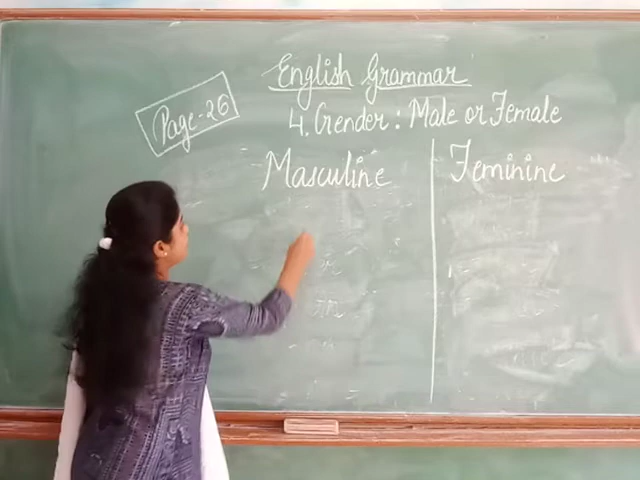 English Grammar
Page-26
4. Gender: Male or Female
Masculine
Feminine